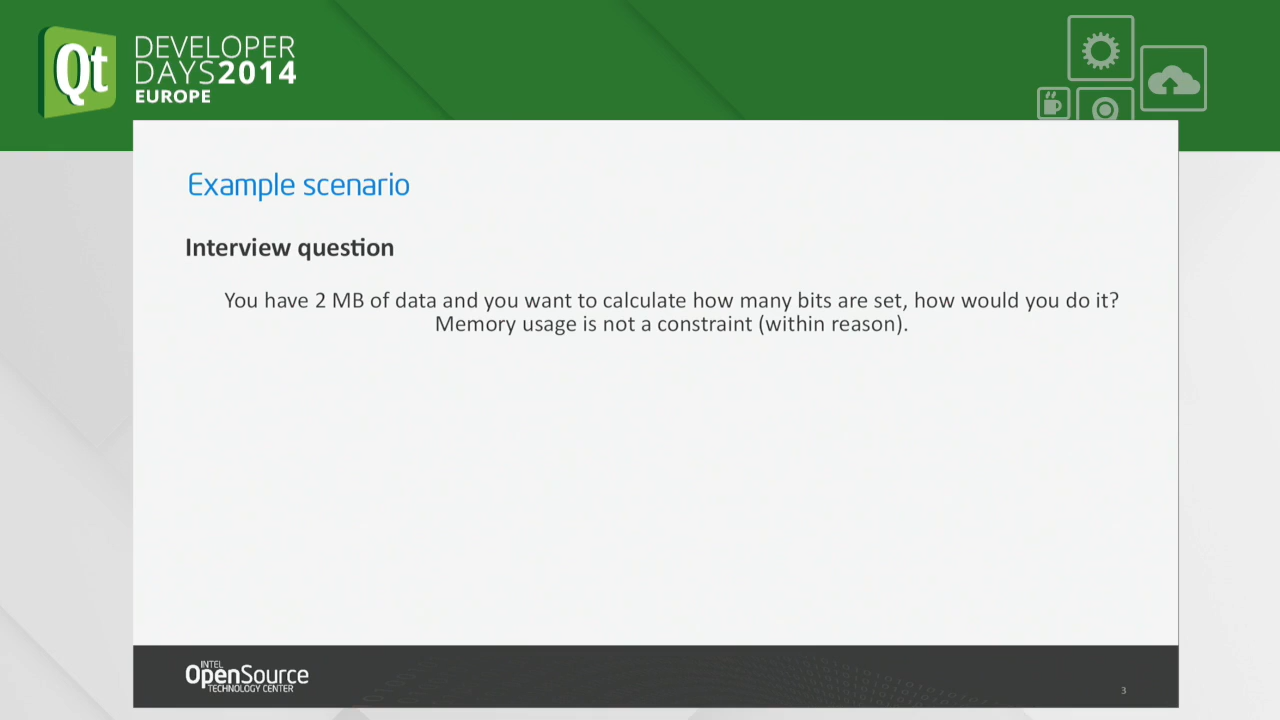 Qt
DEVELOPER
DAYS2014
EUROPE
Example scenario
Interview question
You have 2 MB of data and you want to calculate how many bits are set, how would you do it?
Memory usage is not a constraint (within reason).
INTEL
OpenSource
TECHNOLOGY CENTER
3